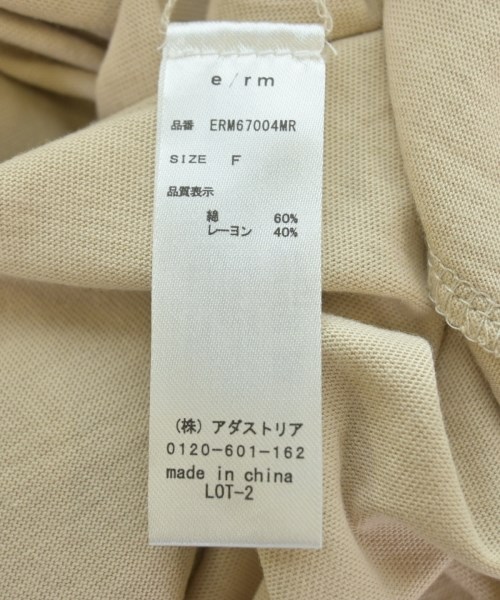 e/rm
品番 ERM67004MR
SIZE F
品質表示
綿 60%
レーヨン 40%
(株) アダストリア
0120-601-162
made in china
LOT-2